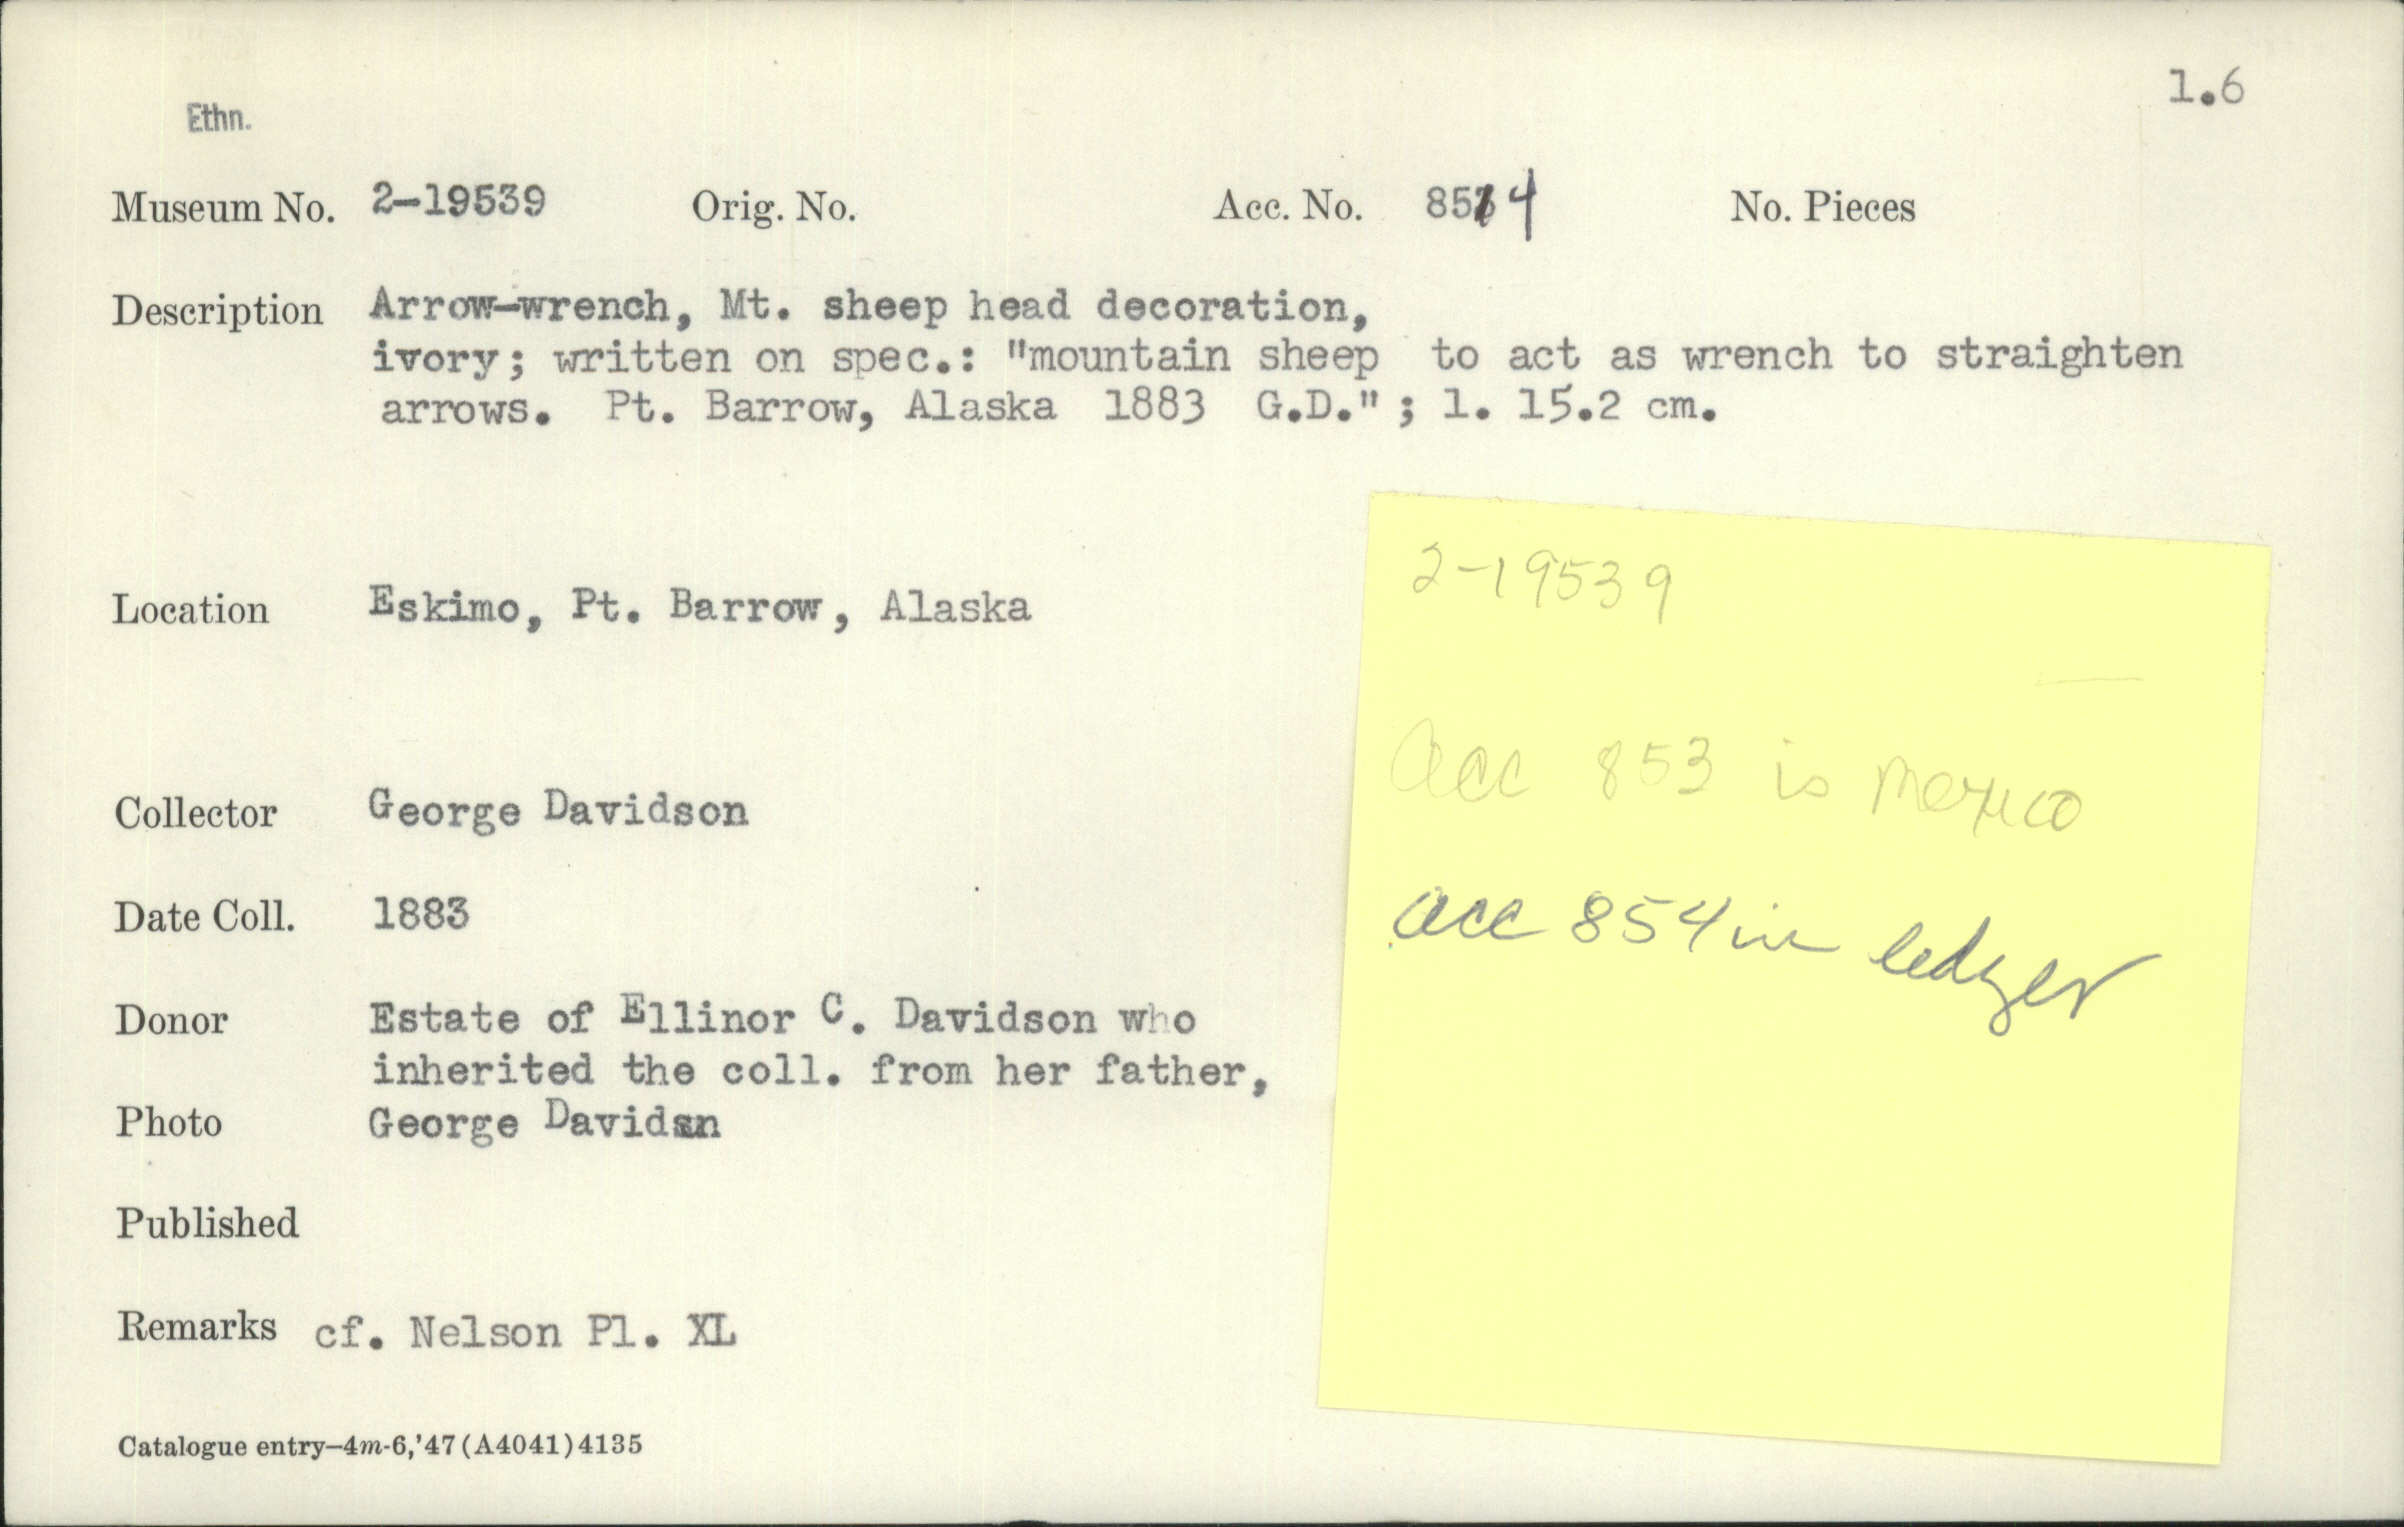 1.6
Ethn.
Museum No. 2-19539 Orig. No. Acc. No. 854 No. Pieces
Description Arrow-wrench, Mt. sheep head decoration,
ivory; written on spec.: "mountain sheep to act as wrench to straighten
arrows. Pt. Barrow, Alaska 1883 G.D."; l. 15.2 cm.
Location Eskimo, Pt. Barrow, Alaska
Collector George Davidson
Date Coll. 1883
Donor Estate of Ellinor C. Davidson who
inherited the coll. from her father,
Photo George Davidsn
Published
Remarks cf. Nelson Pl. XL
Catalogue entry—4m-6,'47(A4041)4135
2-19539
acc 853 is Mexico
acc 854 in ledger